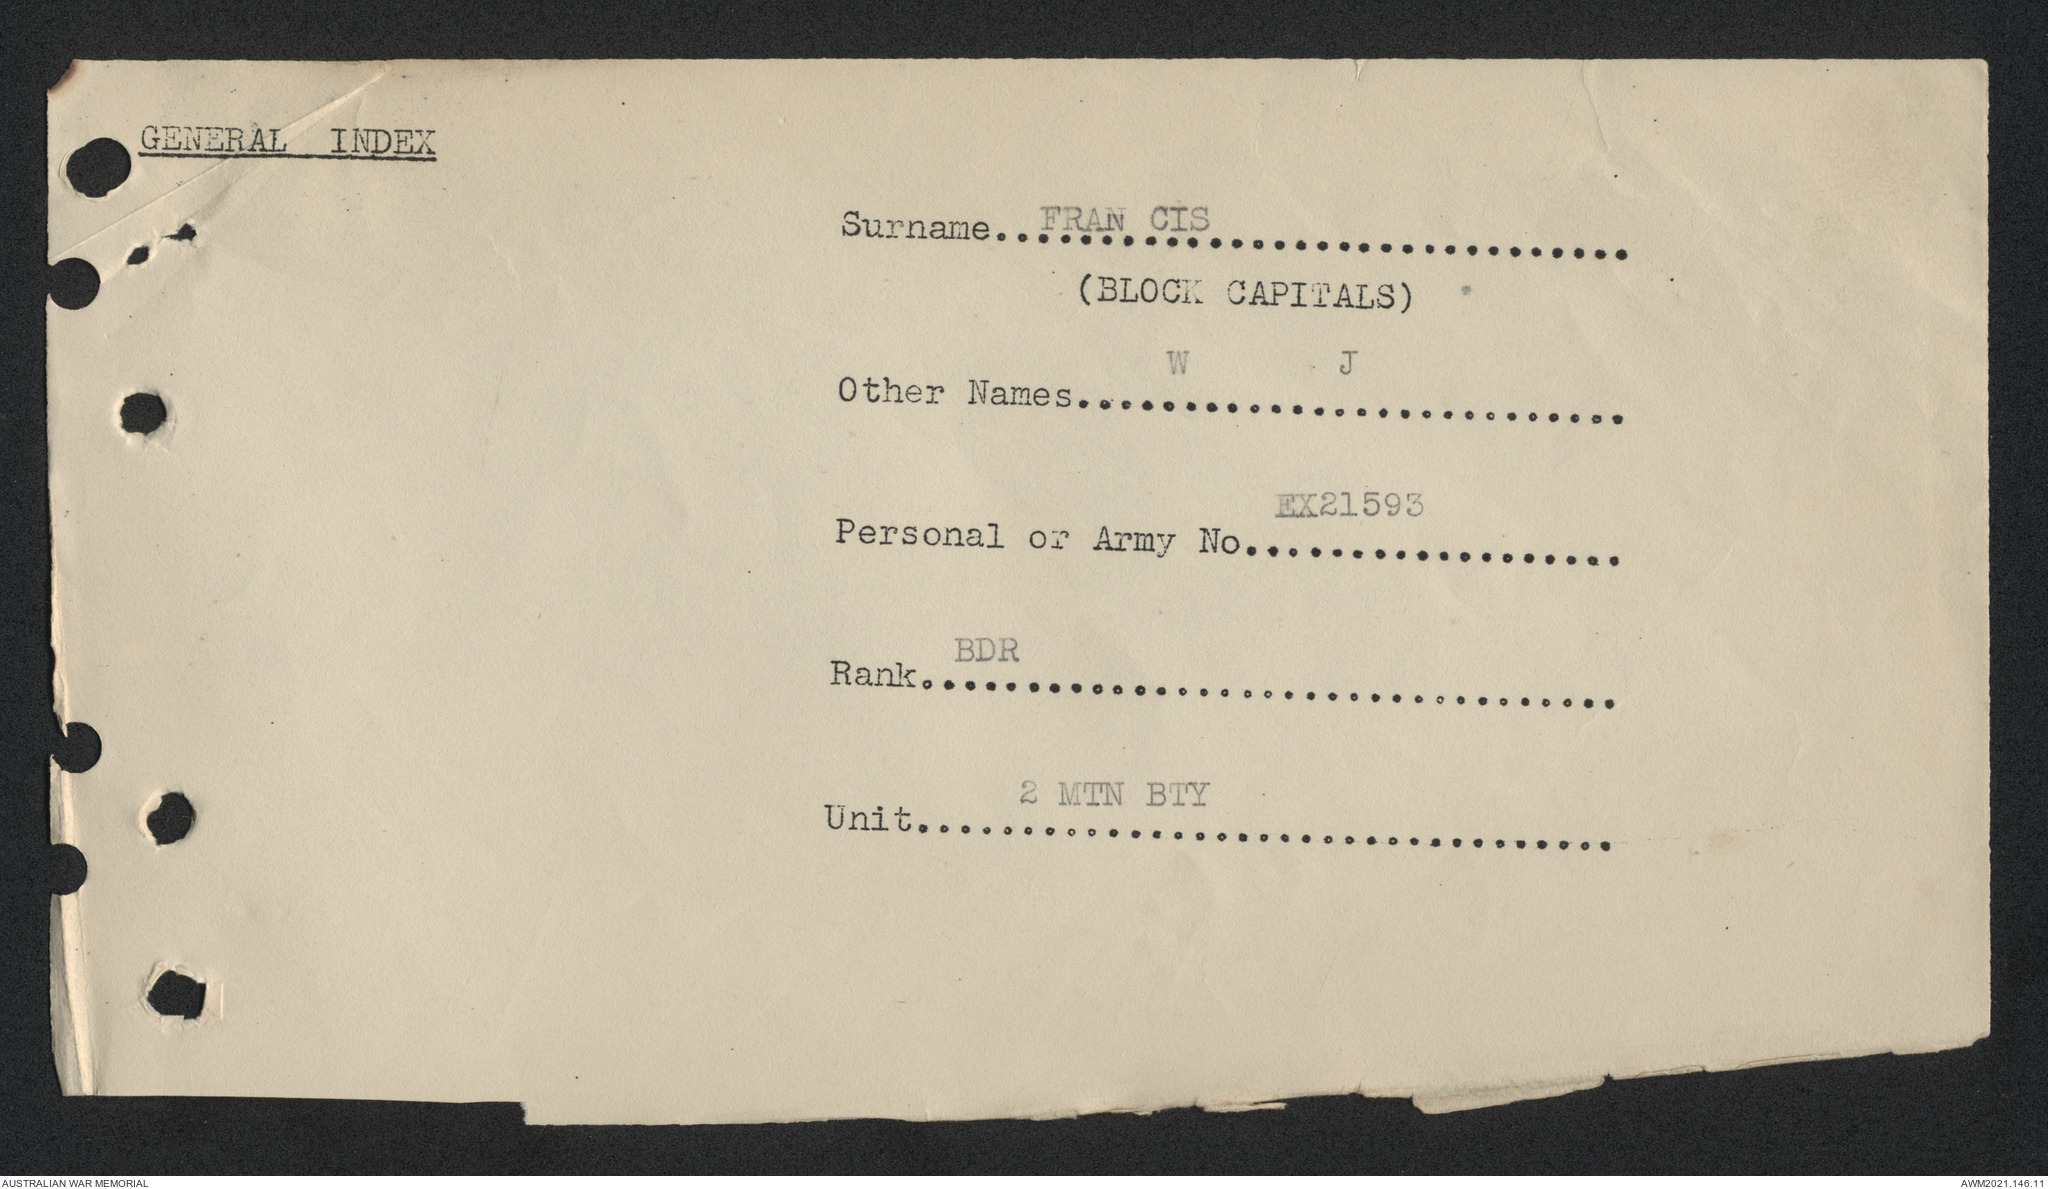 GENERAL INDEX
Surname..FRAN CIS..............................
(BLOCK CAPITALS)
Other Names.... W J ..........................
Personal or Army No. EX21593..................
Rank. BDR.................................
Unit.... 2 MTN BTY.................................
AUSTRALIAN WAR MEMORIAL
AWM2021.146.11